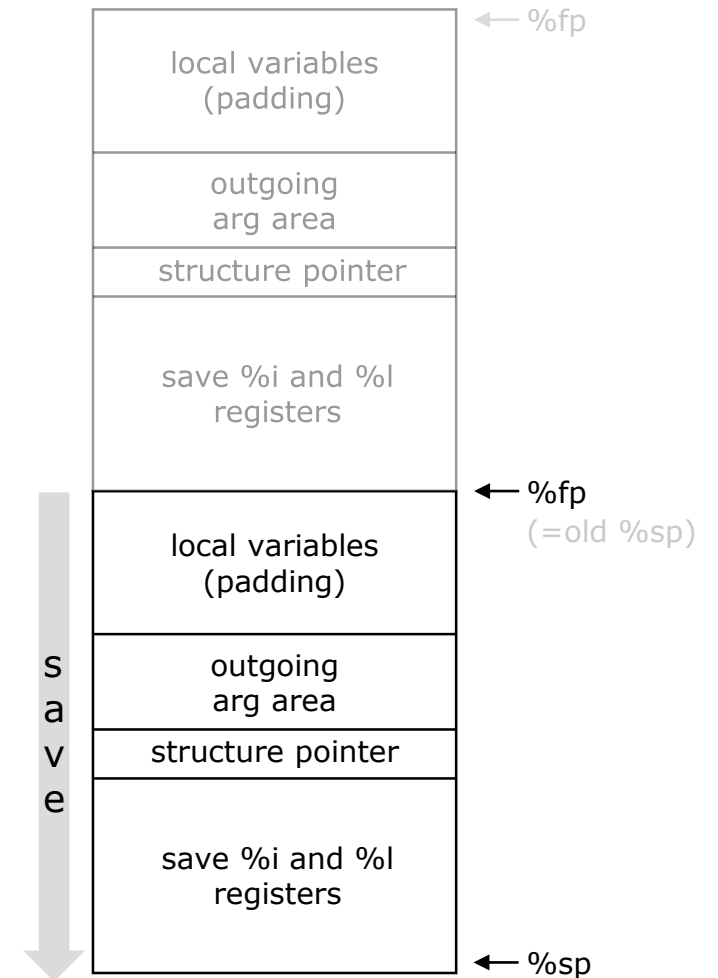 ← %fp
local variables
(padding)
outgoing
arg area
structure pointer
save %i and %l
registers
← %fp
(=old %sp)
local variables
(padding)
outgoing
arg area
structure pointer
save %i and %l
registers
s
a
v
e
← %sp